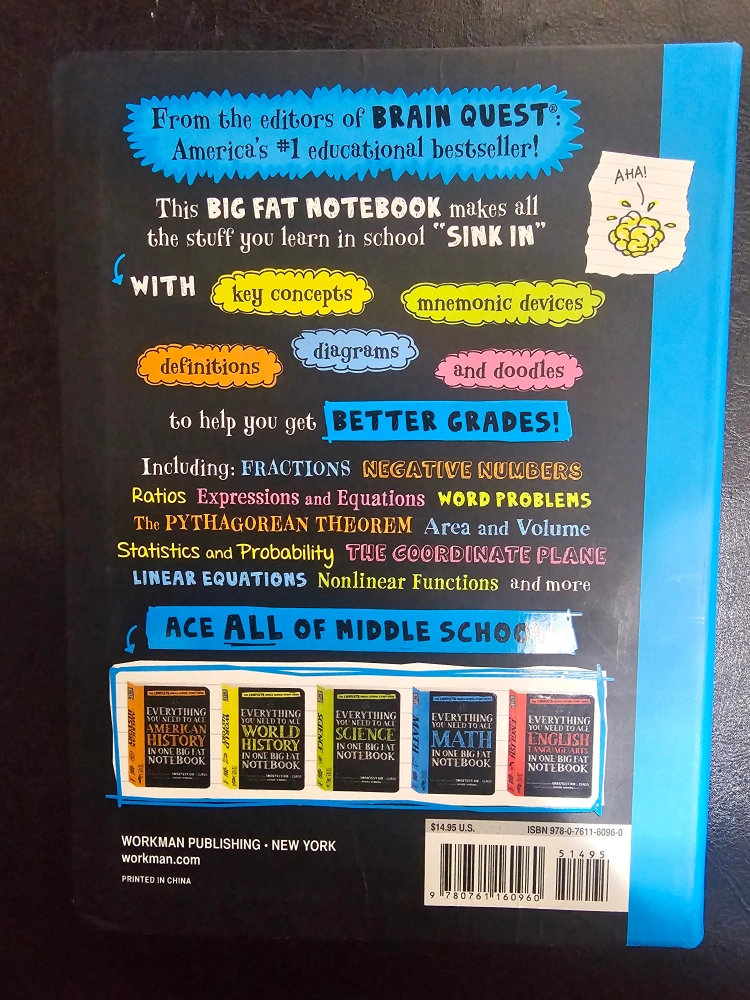 From the editors of BRAIN QUEST®:
America's #1 educational bestseller!
AHA!
This BIG FAT NOTEBOOK makes all
the stuff you learn in school "SINK IN"
WITH key concepts mnemonic devices
definitions diagrams and doodles
to help you get BETTER GRADES!
Including: FRACTIONS NEGATIVE NUMBERS
Ratios Expressions and Equations WORD PROBLEMS
The PYTHAGOREAN THEOREM Area and Volume
Statistics and Probability THE COORDINATE PLANE
LINEAR EQUATIONS Nonlinear Functions and more
ACE ALL OF MIDDLE SCHOO
EVERYTHING YOU NEED TO ACE AMERICAN HISTORY IN ONE BIG FAT NOTEBOOK
EVERYTHING YOU NEED TO ACE WORLD HISTORY IN ONE BIG FAT NOTEBOOK
EVERYTHING YOU NEED TO ACE SCIENCE IN ONE BIG FAT NOTEBOOK
EVERYTHING YOU NEED TO ACE MATH IN ONE BIG FAT NOTEBOOK
EVERYTHING YOU NEED TO ACE ENGLISH LANGUAGE ARTS IN ONE BIG FAT NOTEBOOK
WORKMAN PUBLISHING • NEW YORK
workman.com
PRINTED IN CHINA
$14.95 U.S. ISBN 978-0-7611-6096-0
51495
9 780761 160960